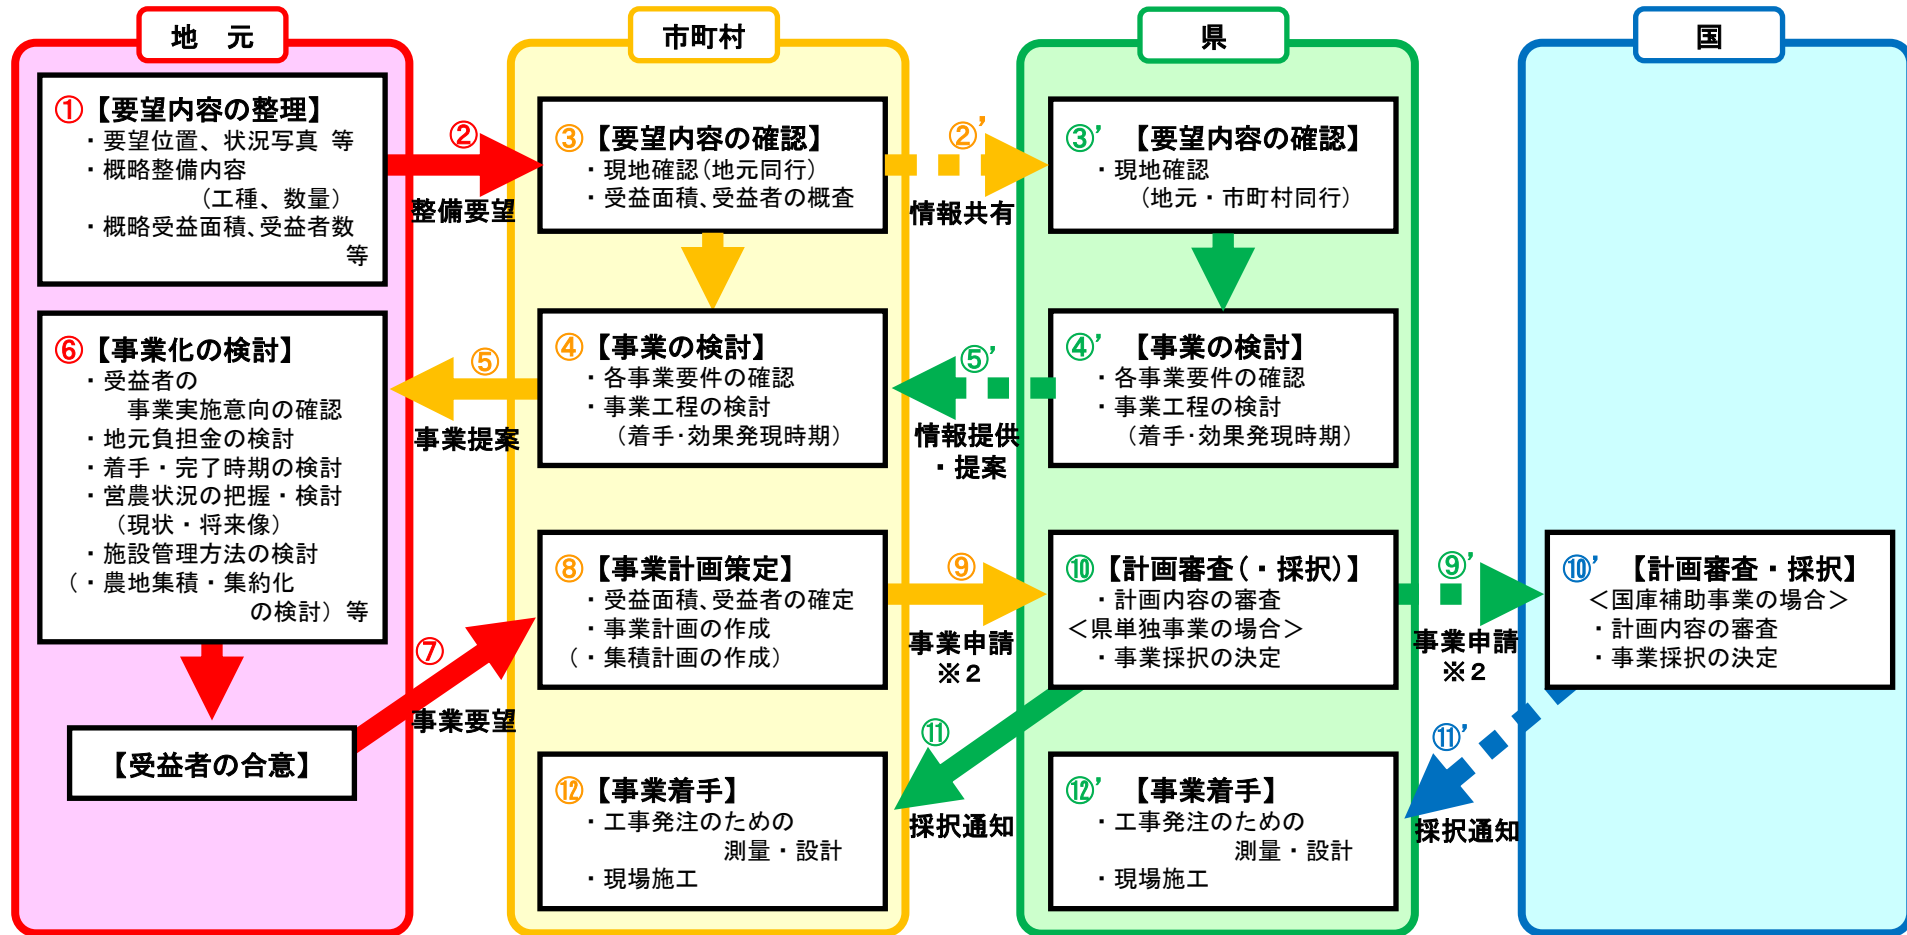 地　元
①【要望内容の整理】
・要望位置、状況写真 等
・概略整備内容
（工種、数量）
・概略受益面積、受益者数
等
⑥【事業化の検討】
・受益者の
事業実施意向の確認
・地元負担金の検討
・着手・完了時期の検討
・営農状況の把握・検討
（現状・将来像）
・施設管理方法の検討
（・農地集積・集約化
の検討）等
【受益者の合意】
②
整備要望
⑤
事業提案
⑦
事業要望
市町村
③【要望内容の確認】
・現地確認（地元同行）
・受益面積、受益者の概査
④【事業の検討】
・各事業要件の確認
・事業工程の検討
（着手・効果発現時期）
⑧【事業計画策定】
・受益面積、受益者の確定
・事業計画の作成
（・集積計画の作成）
⑫【事業着手】
・工事発注のための
測量・設計
・現場施工
②’
情報共有
⑤’
情報提供
・提案
⑨
事業申請
※２
⑪
採択通知
県
③’【要望内容の確認】
・現地確認
（地元・市町村同行）
④’【事業の検討】
・各事業要件の確認
・事業工程の検討
（着手・効果発現時期）
⑩【計画審査（・採択）】
・計画内容の審査
＜県単独事業の場合＞
・事業採択の決定
⑫’【事業着手】
・工事発注のための
測量・設計
・現場施工
⑨’
事業申請
※２
⑪’
採択通知
国
⑩’【計画審査・採択】
＜国庫補助事業の場合＞
・計画内容の審査
・事業採択の決定